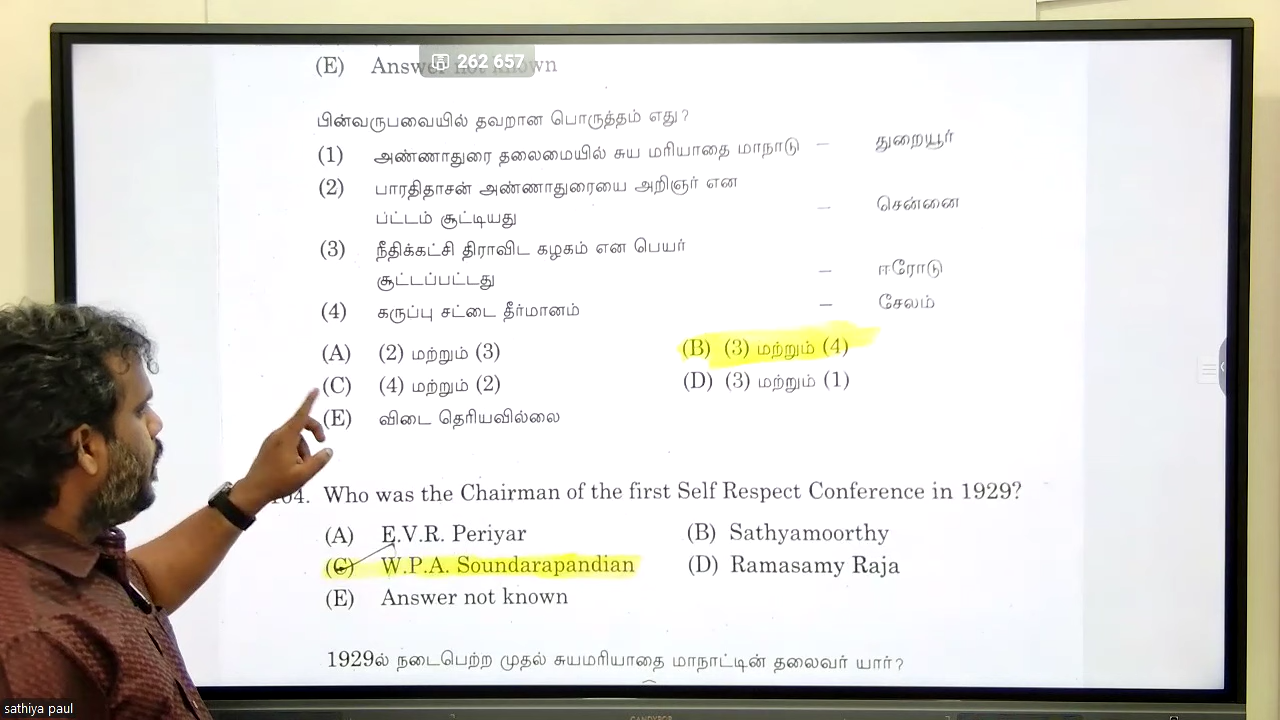 262 657
(E) Answer not known
பின்வருபவையில் தவறான பொருத்தம் எது?
(1) அண்ணாதுரை தலைமையில் சுய மரியாதை மாநாடு – துறையூர்
(2) பாரதிதாசன் அண்ணாதுரையை அறிஞர் என
பட்டம் சூட்டியது – சென்னை
(3) நீதிக்கட்சி திராவிட கழகம் என பெயர்
சூட்டப்பட்டது – ஈரோடு
(4) கருப்பு சட்டை தீர்மானம் – சேலம்
(A) (2) மற்றும் (3) (B) (3) மற்றும் (4)
(C) (4) மற்றும் (2) (D) (3) மற்றும் (1)
(E) விடை தெரியவில்லை
104. Who was the Chairman of the first Self Respect Conference in 1929?
(A) E.V.R. Periyar (B) Sathyamoorthy
(C) W.P.A. Soundarapandian (D) Ramasamy Raja
(E) Answer not known
1929ல் நடைபெற்ற முதல் சுயமரியாதை மாநாட்டின் தலைவர் யார்?
sathiya paul